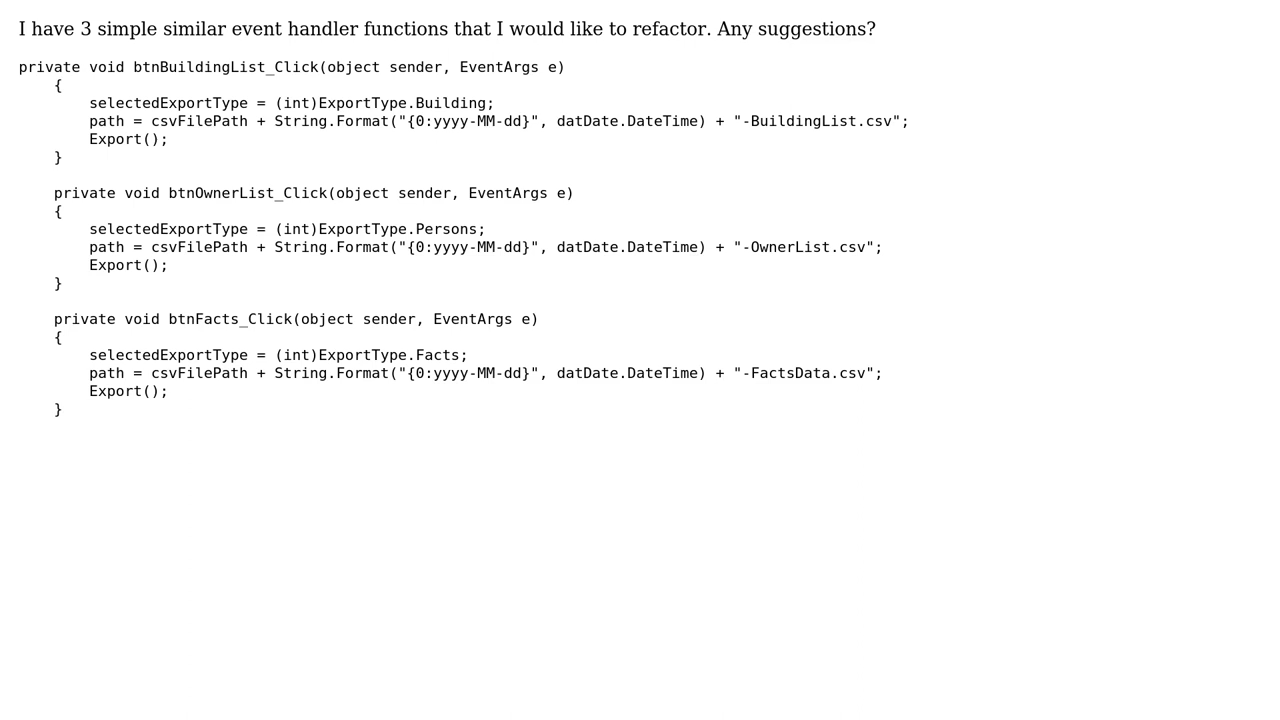 I have 3 simple similar event handler functions that I would like to refactor. Any suggestions?
private void btnBuildingList_Click(object sender, EventArgs e)
    {
        selectedExportType = (int)ExportType.Building;
        path = csvFilePath + String.Format("{0:yyyy-MM-dd}", datDate.DateTime) + "-BuildingList.csv";
        Export();
    }

    private void btnOwnerList_Click(object sender, EventArgs e)
    {
        selectedExportType = (int)ExportType.Persons;
        path = csvFilePath + String.Format("{0:yyyy-MM-dd}", datDate.DateTime) + "-OwnerList.csv";
        Export();
    }

    private void btnFacts_Click(object sender, EventArgs e)
    {
        selectedExportType = (int)ExportType.Facts;
        path = csvFilePath + String.Format("{0:yyyy-MM-dd}", datDate.DateTime) + "-FactsData.csv";
        Export();
    }